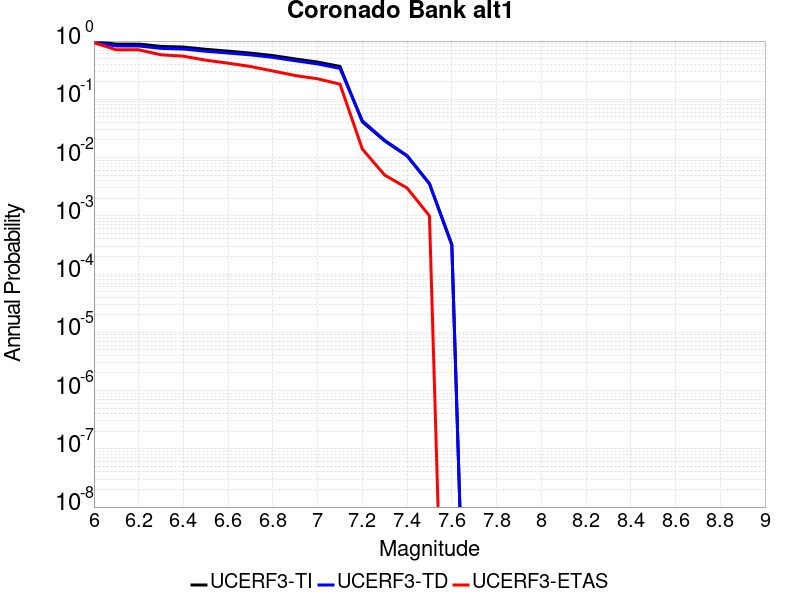 Coronado Bank alt1
10^0
10^-1
10^-2
10^-3
10^-4
10^-5
10^-6
10^-7
10^-8
Annual Probability
6 6.2 6.4 6.6 6.8 7 7.2 7.4 7.6 7.8 8 8.2 8.4 8.6 8.8 9
Magnitude
UCERF3-TI UCERF3-TD UCERF3-ETAS